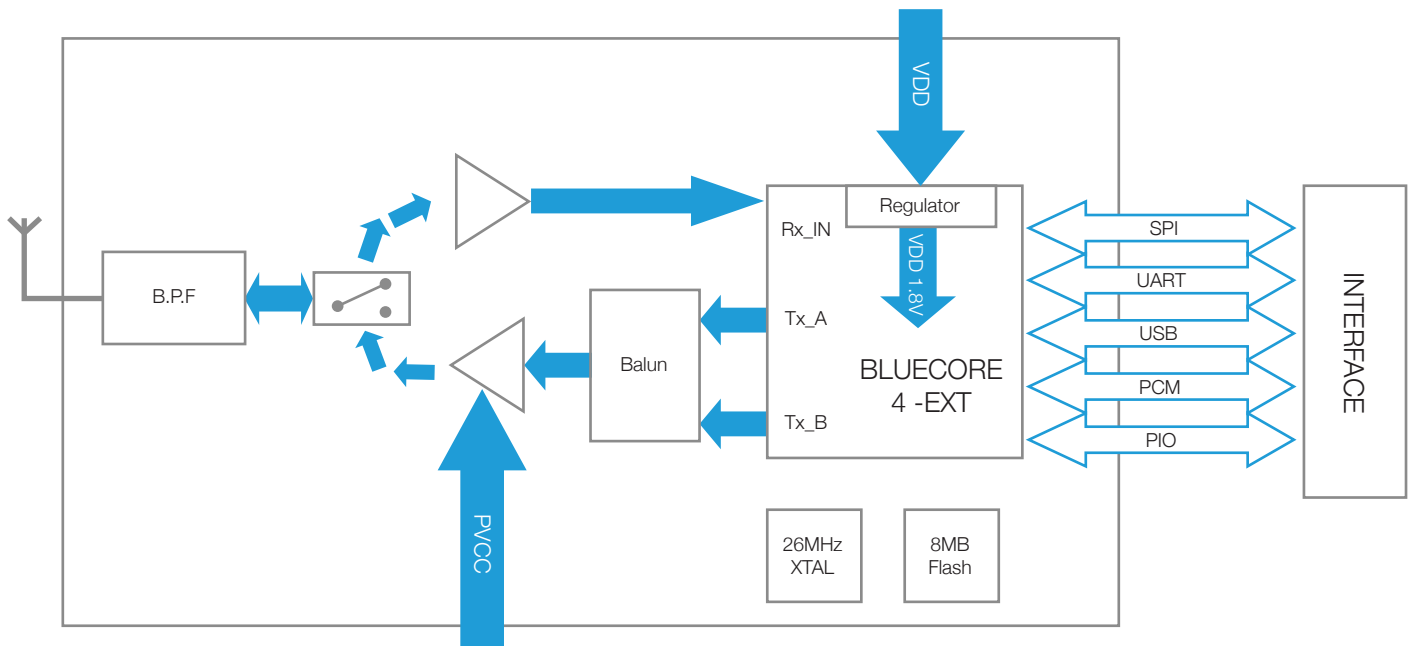 VDD
Regulator
Rx_IN
VDD 1.8V
SPI
UART
USB
PCM
PIO
INTERFACE
B.P.F
Balun
Tx_A
Tx_B
BLUECORE
4 -EXT
PVCC
26MHz
XTAL
8MB
Flash